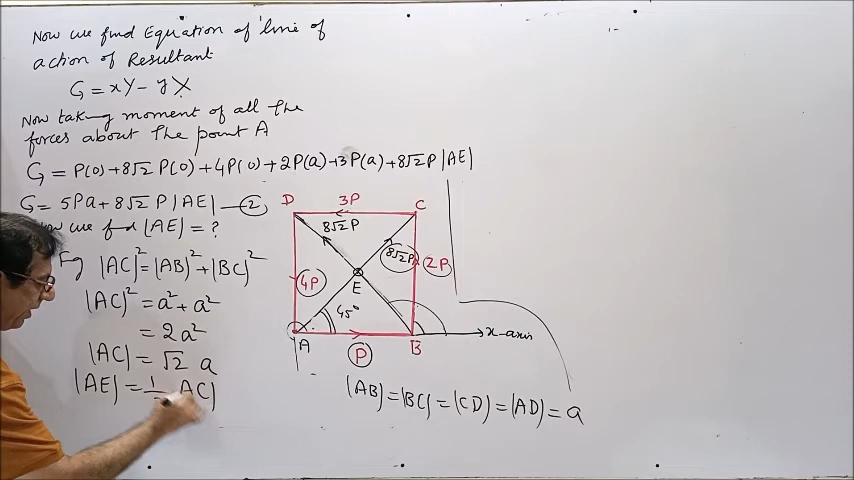 Now we find Equation of line of
action of Resultant
G = xY - yX
Now taking moment of all the
forces about the point A
G = P(0)+8√2 P(0)+4P(0)+2P(a)+3P(a)+8√2 P|AE|
G = 5Pa+8√2 P|AE| — 2
we find |AE| = ?
|AC|² = |AB|² + |BC|²
|AC|² = a² + a²
= 2a²
|AC| = √2 a
|AE| = 1 AC|
D 3P C
8√2 P
8√2 P
4P
2P
E
45°
A P B x-axis
|AB| = |BC| = |CD| = |AD| = a